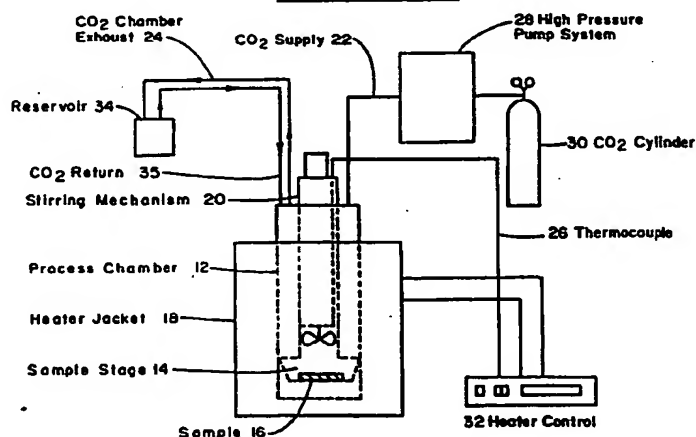 CO2 Chamber
Exhaust 24
CO2 Supply 22
28 High Pressure
Pump System
Reservoir 34
30 CO2 Cylinder
CO2 Return 35
Stirring Mechanism 20
26 Thermocouple
Process Chamber 12
Heater Jacket 18
Sample Stage 14
32 Heater Control
Sample 16